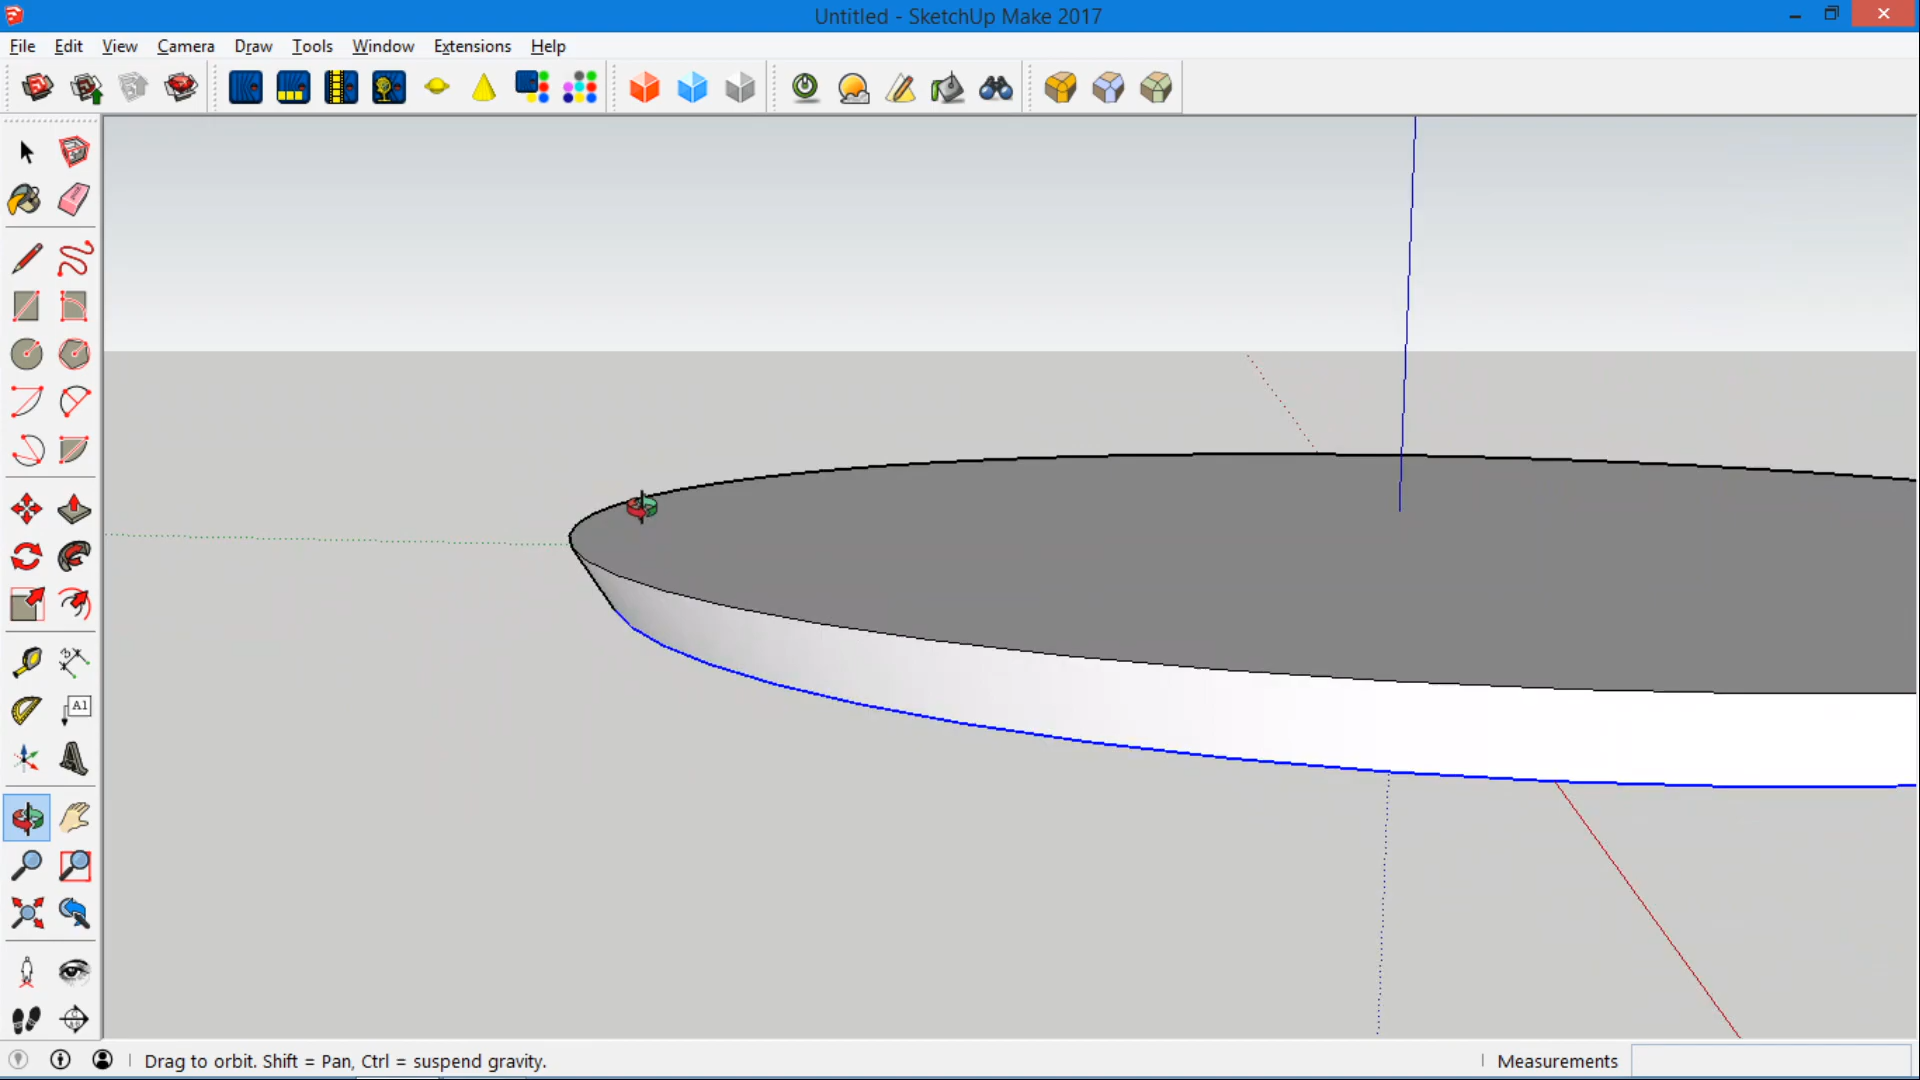 Untitled - SketchUp Make 2017
File Edit View Camera Draw Tools Window Extensions Help
A1
Drag to orbit. Shift = Pan, Ctrl = suspend gravity.
Measurements